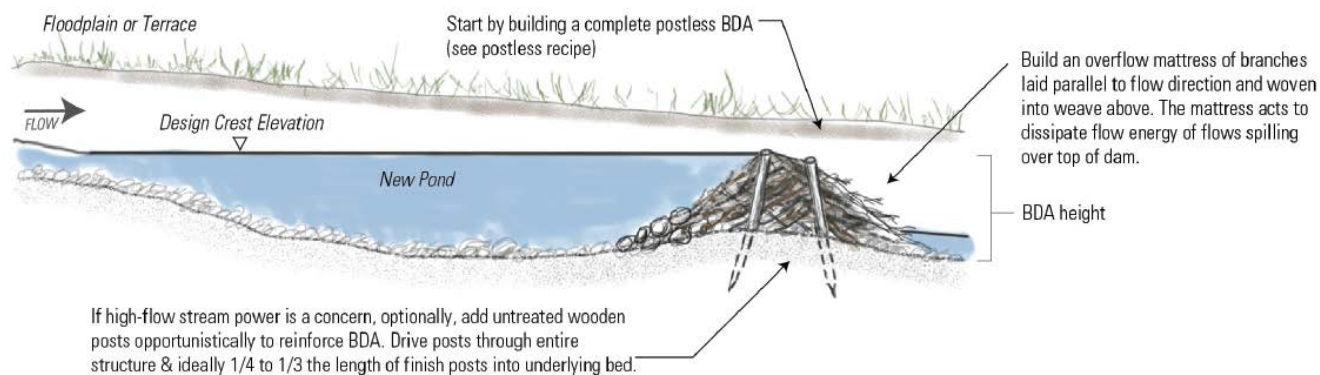 Floodplain or Terrace
Start by building a complete postless BDA
(see postless recipe)
Build an overflow mattress of branches
laid parallel to flow direction and woven
into weave above. The mattress acts to
dissipate flow energy of flows spilling
over top of dam.
FLOW
Design Crest Elevation
New Pond
BDA height
If high-flow stream power is a concern, optionally, add untreated wooden
posts opportunistically to reinforce BDA. Drive posts through entire
structure & ideally 1/4 to 1/3 the length of finish posts into underlying bed.